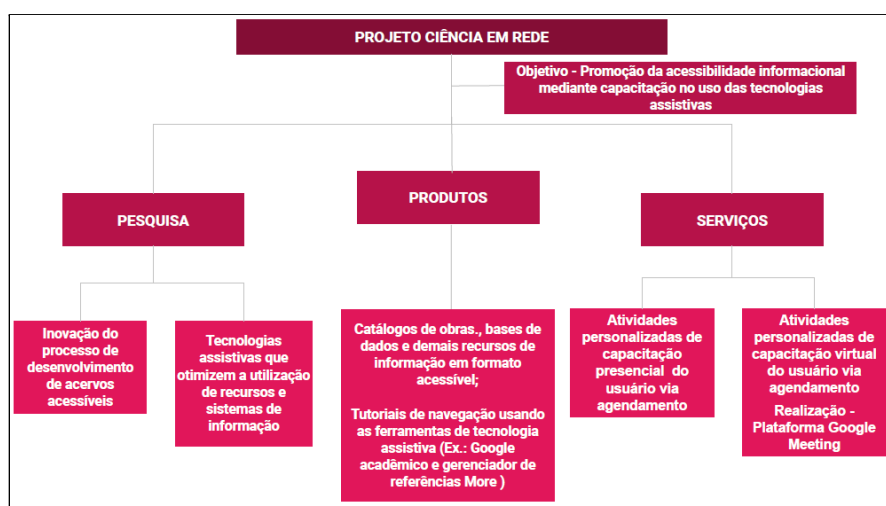 PROJETO CIÊNCIA EM REDE
Objetivo - Promoção da acessibilidade informacional
mediante capacitação no uso das tecnologias
assistivas
PESQUISA
PRODUTOS
SERVIÇOS
Inovação do
processo de
desenvolvimento
de acervos
acessíveis
Tecnologias
assistivas que
otimizem a utilização
de recursos e
sistemas de
informação
Catálogos de obras., bases de
dados e demais recursos de
informação em formato
acessível;
Tutoriais de navegação usando
as ferramentas de tecnologia
assistiva (Ex.: Google
acadêmico e gerenciador de
referências More )
Atividades
personalizadas de
capacitação
presencial do
usuário via
agendamento
Atividades
personalizadas de
capacitação virtual
do usuário via
agendamento
Realização -
Plataforma Google
Meeting